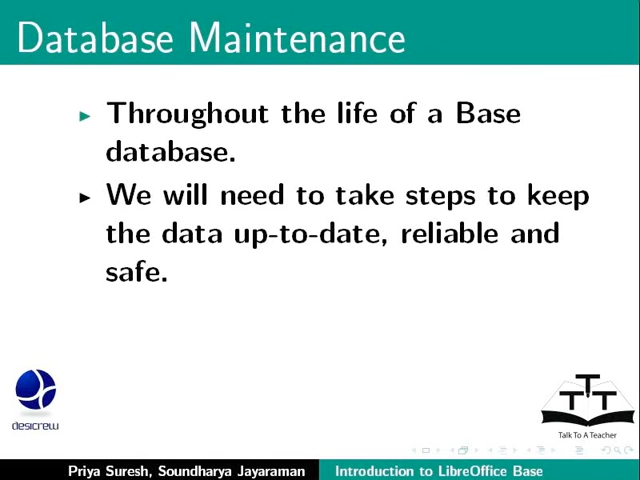 Database Maintenance
Throughout the life of a Base
database.
We will need to take steps to keep
the data up-to-date, reliable and
safe.
desicrew
T T T
Talk To A Teacher
Priya Suresh, Soundharya Jayaraman
Introduction to LibreOffice Base